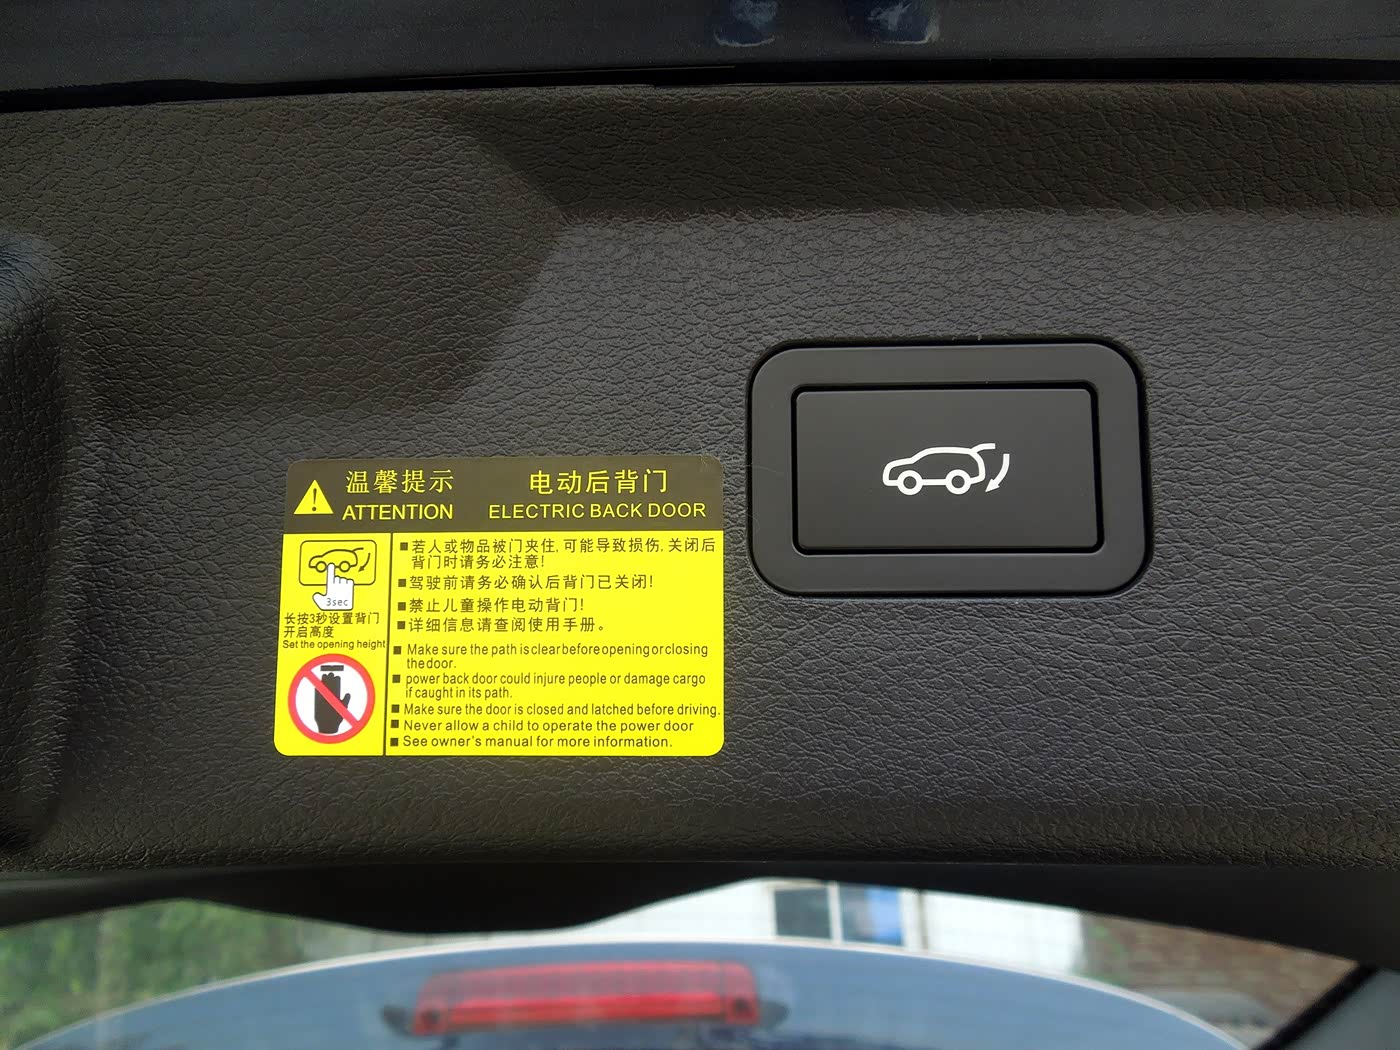 温馨提示 电动后背门
ATTENTION ELECTRIC BACK DOOR
3sec
长按3秒设置背门
开启高度
Set the opening height
■若人或物品被门夹住,可能导致损伤,关闭后
背门时请务必注意!
■驾驶前请务必确认后背门已关闭!
■禁止儿童操作电动背门!
■详细信息请查阅使用手册。
■ Make sure the path is clear before opening or closing
the door.
■ power back door could injure people or damage cargo
if caught in its path.
■ Make sure the door is closed and latched before driving.
■ Never allow a child to operate the power door
■ See owner's manual for more information.